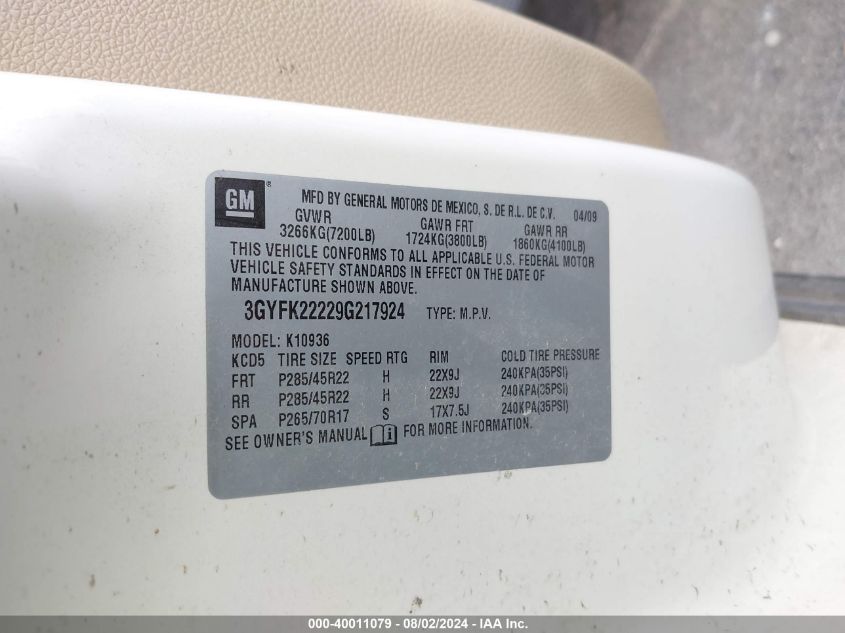 GM®
MFD BY GENERAL MOTORS DE MEXICO, S. DE R.L. DE C.V. 04/09
GVWR GAWR FRT GAWR RR
3266KG(7200LB) 1724KG(3800LB) 1860KG(4100LB)
THIS VEHICLE CONFORMS TO ALL APPLICABLE U.S. FEDERAL MOTOR
VEHICLE SAFETY STANDARDS IN EFFECT ON THE DATE OF
MANUFACTURE SHOWN ABOVE.
3GYFK22229G217924 TYPE: M.P.V.
MODEL: K10936
KCD5 TIRE SIZE SPEED RTG RIM COLD TIRE PRESSURE
FRT P285/45R22 H 22X9J 240KPA(35PSI)
RR P285/45R22 H 22X9J 240KPA(35PSI)
SPA P265/70R17 S 17X7.5J 240KPA(35PSI)
SEE OWNER'S MANUAL FOR MORE INFORMATION.
000-40011079 - 08/02/2024 - IAA Inc.